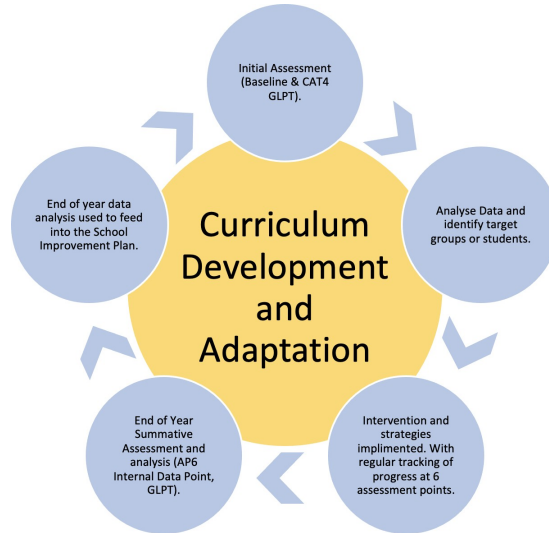 Initial Assessment
(Baseline & CAT4
GLPT).
Analyse Data and
identify target
groups or students.
Intervention and
strategies
implimented. With
regular tracking of
progress at 6
assessment points.
End of Year
Summative
Assessment and
analysis (AP6
Internal Data Point,
GLPT).
End of year data
analysis used to feed
into the School
Improvement Plan.
Curriculum
Development
and
Adaptation